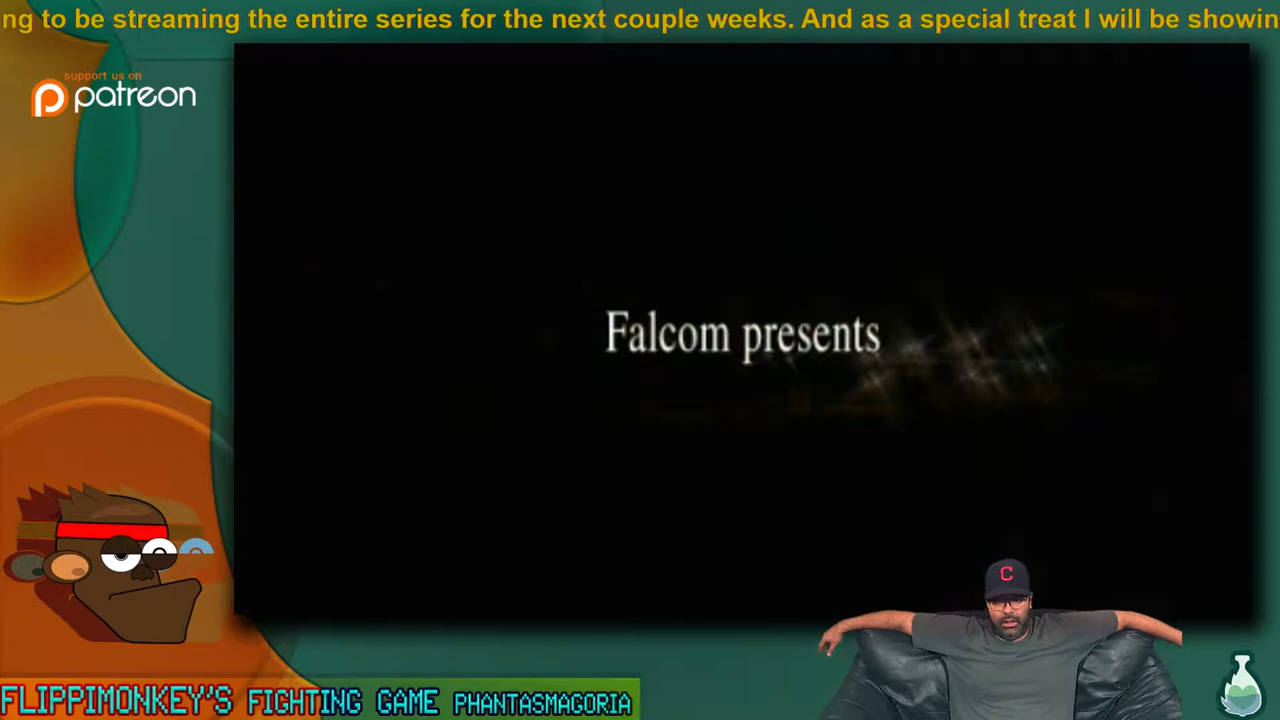 ng to be streaming the entire series for the next couple weeks. And as a special treat I will be showin
support us on
patreon
Falcom presents
C
FLIPPIMONKEY'S FIGHTING GAME PHANTASMAGORIA